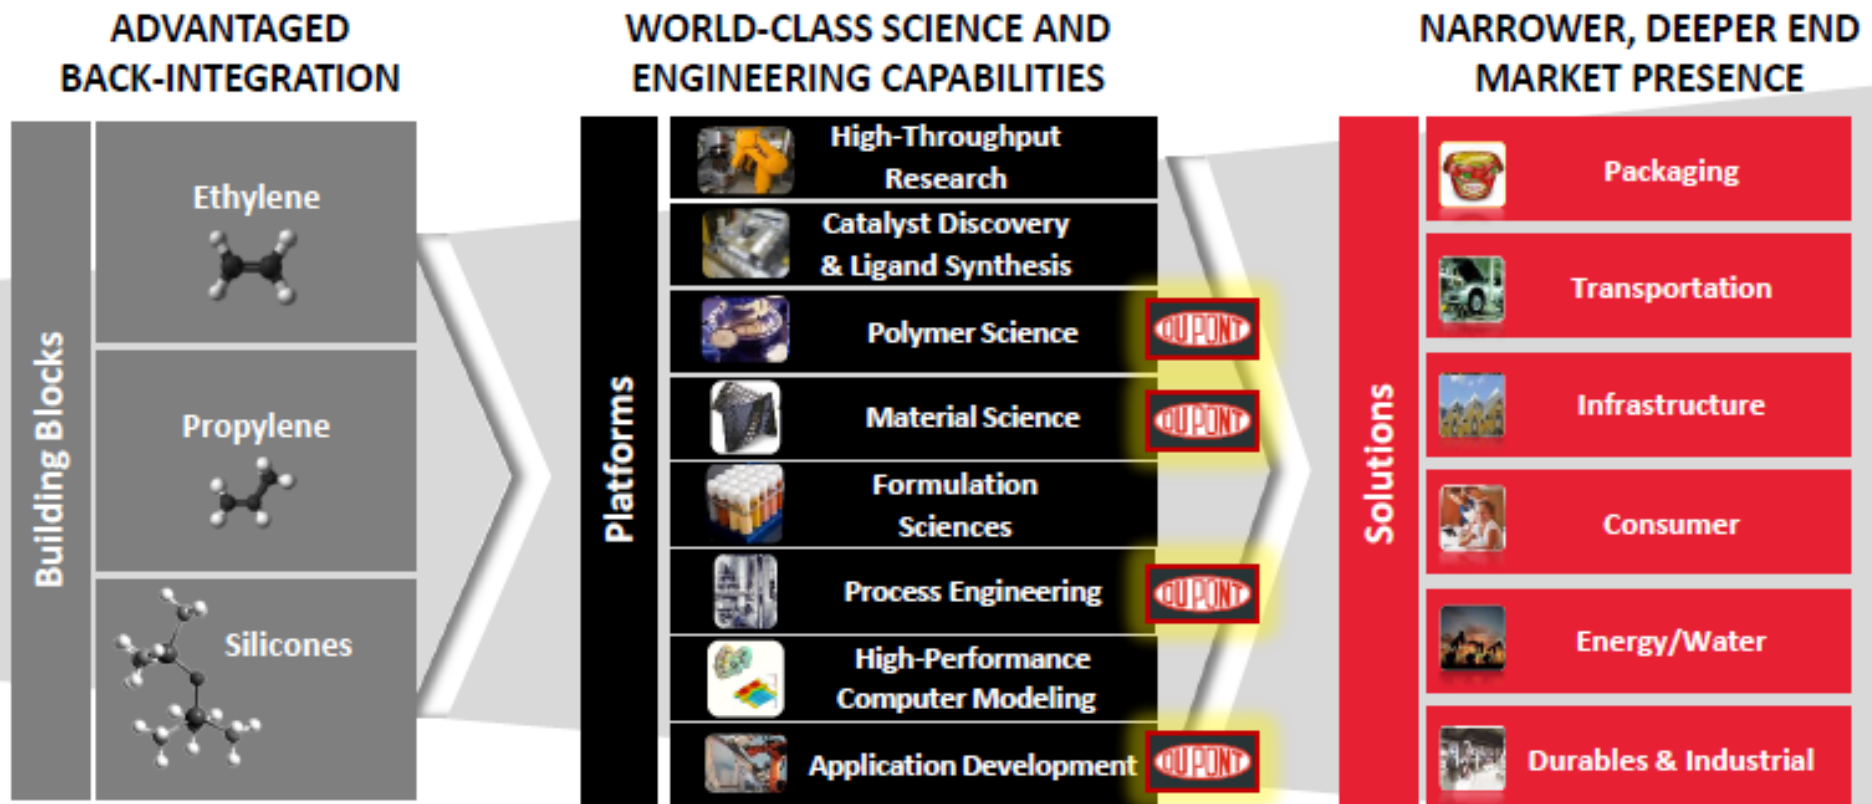 ADVANTAGED
BACK-INTEGRATION
Building Blocks
Ethylene
Propylene
Silicones
WORLD-CLASS SCIENCE AND
ENGINEERING CAPABILITIES
Platforms
High-Throughput
Research
Catalyst Discovery
& Ligand Synthesis
Polymer Science
DUPONT
Material Science
DUPONT
Formulation
Sciences
Process Engineering
DUPONT
High-Performance
Computer Modeling
Application Development
DUPONT
NARROWER, DEEPER END
MARKET PRESENCE
Solutions
Packaging
Transportation
Infrastructure
Consumer
Energy/Water
Durables & Industrial